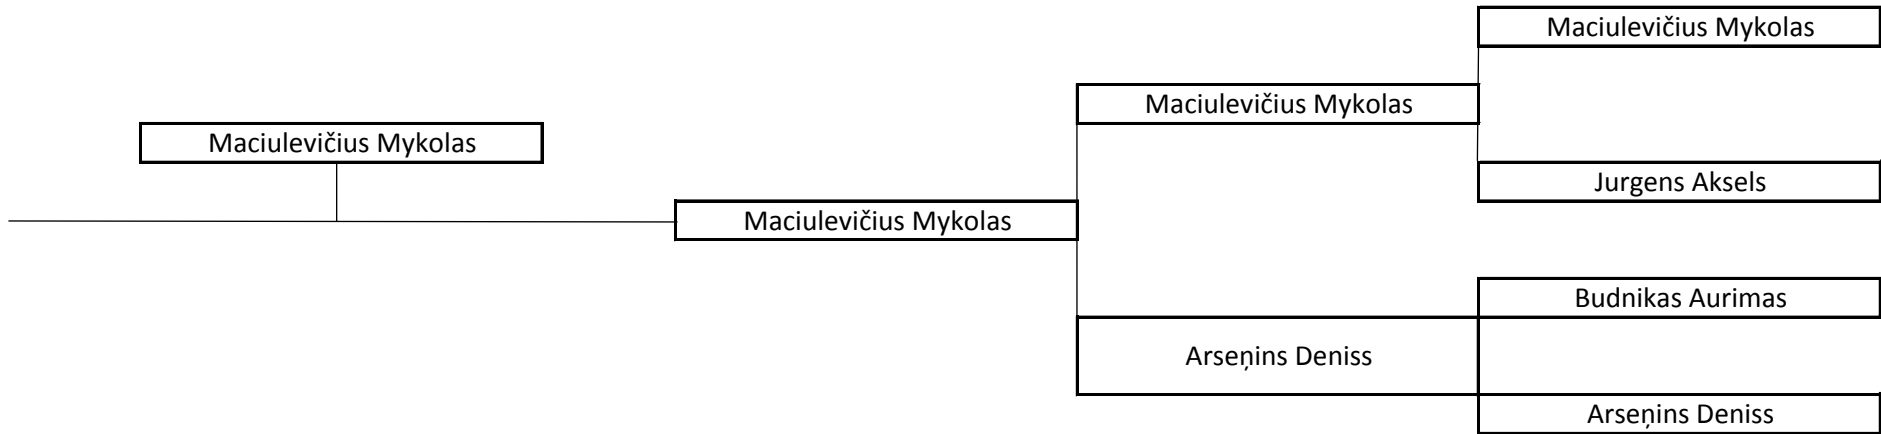 Maciulevičius Mykolas
Maciulevičius Mykolas
Maciulevičius Mykolas
Jurgens Aksels
Maciulevičius Mykolas
Budnikas Aurimas
Arseņins Deniss
Arseņins Deniss